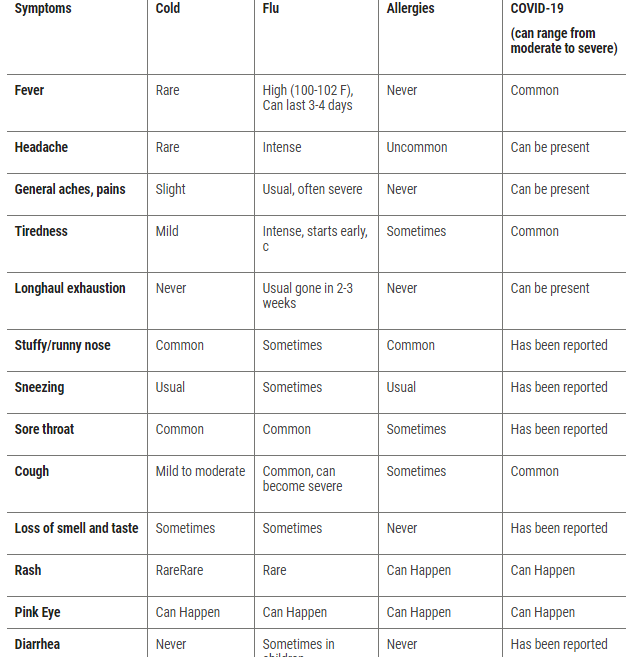 Symptoms Cold Flu Allergies COVID-19
(can range from
moderate to severe)
Fever Rare High (100-102 F), Never Common
Can last 3-4 days
Headache Rare Intense Uncommon Can be present
General aches, pains Slight Usual, often severe Never Can be present
Tiredness Mild Intense, starts early, Sometimes Common
c
Longhaul exhaustion Never Usual gone in 2-3 Never Can be present
weeks
Stuffy/runny nose Common Sometimes Common Has been reported
Sneezing Usual Sometimes Usual Has been reported
Sore throat Common Common Sometimes Has been reported
Cough Mild to moderate Common, can Sometimes Common
become severe
Loss of smell and taste Sometimes Sometimes Never Has been reported
Rash RareRare Rare Can Happen Can Happen
Pink Eye Can Happen Can Happen Can Happen Can Happen
Diarrhea Never Sometimes in Never Has been reported